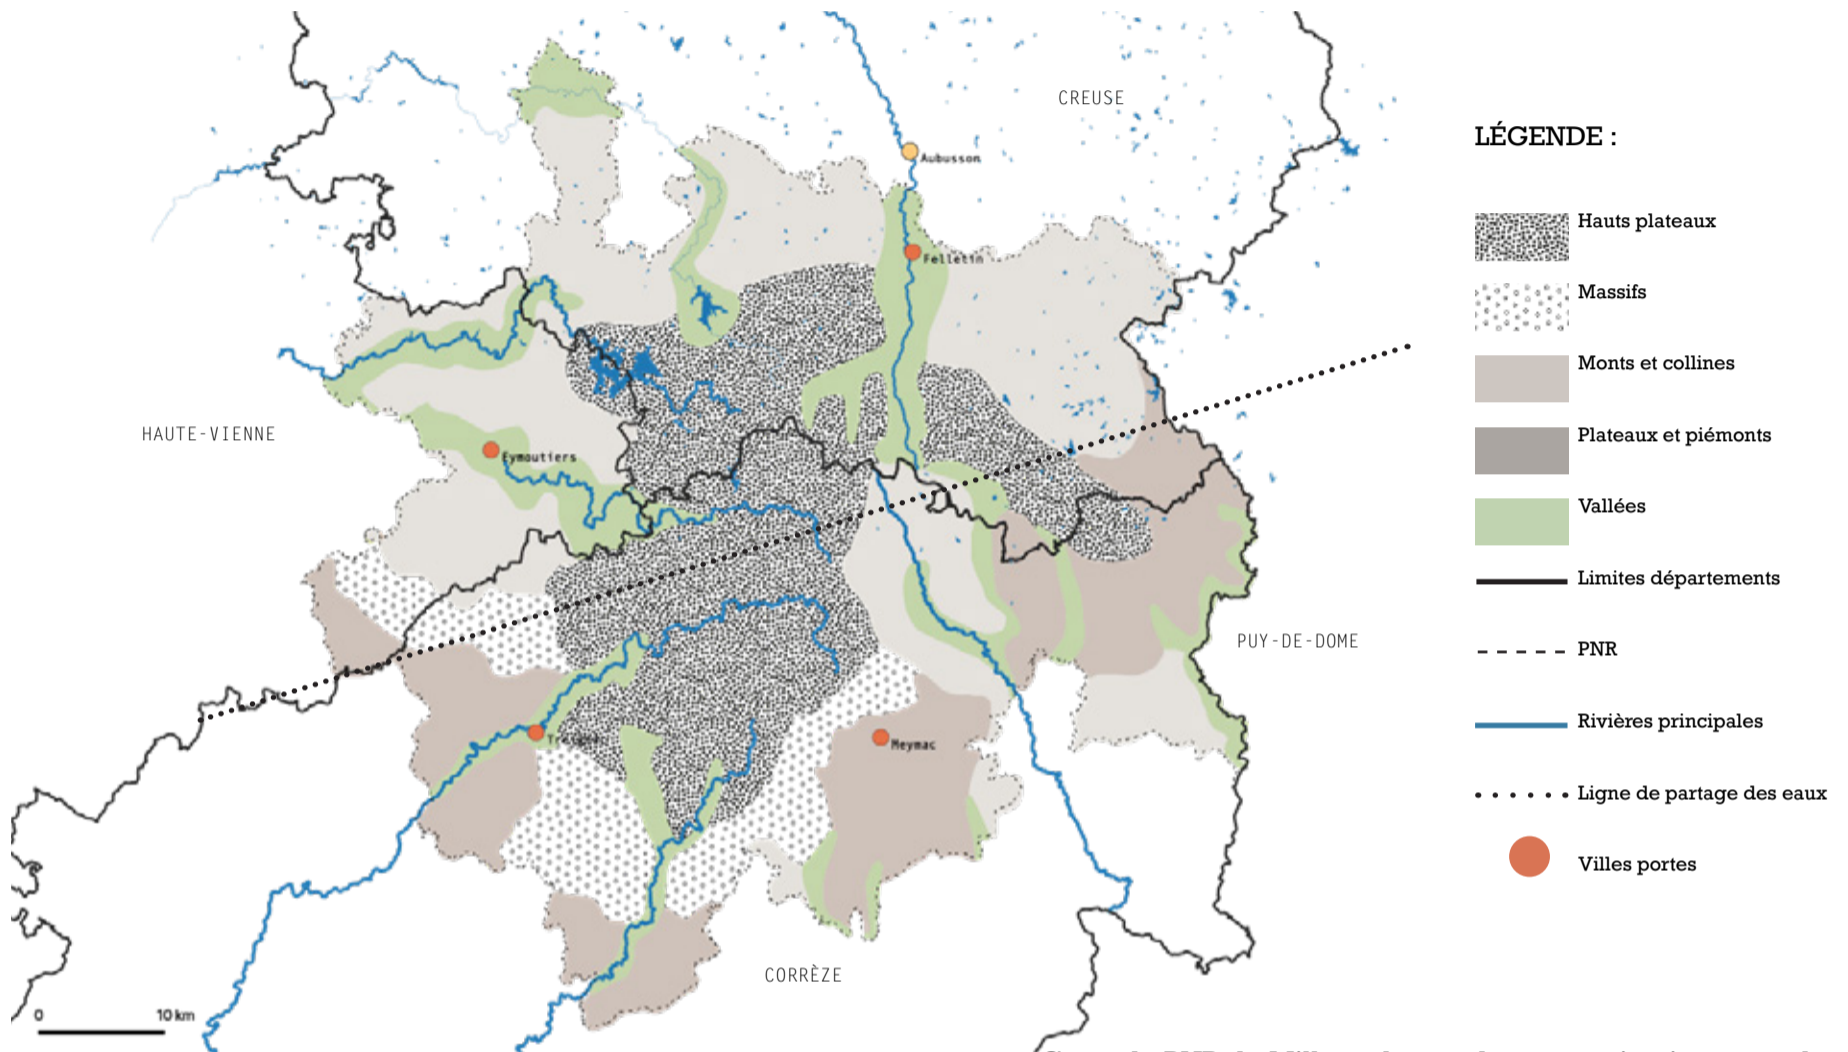 CREUSE
Aubusson
Felletin
HAUTE-VIENNE
Eymoutiers
PUY-DE-DOME
Meymac
CORRÈZE
0 10 km
LÉGENDE :
Hauts plateaux
Massifs
Monts et collines
Plateaux et piémonts
Vallées
Limites départements
PNR
Rivières principales
Ligne de partage des eaux
Villes portes